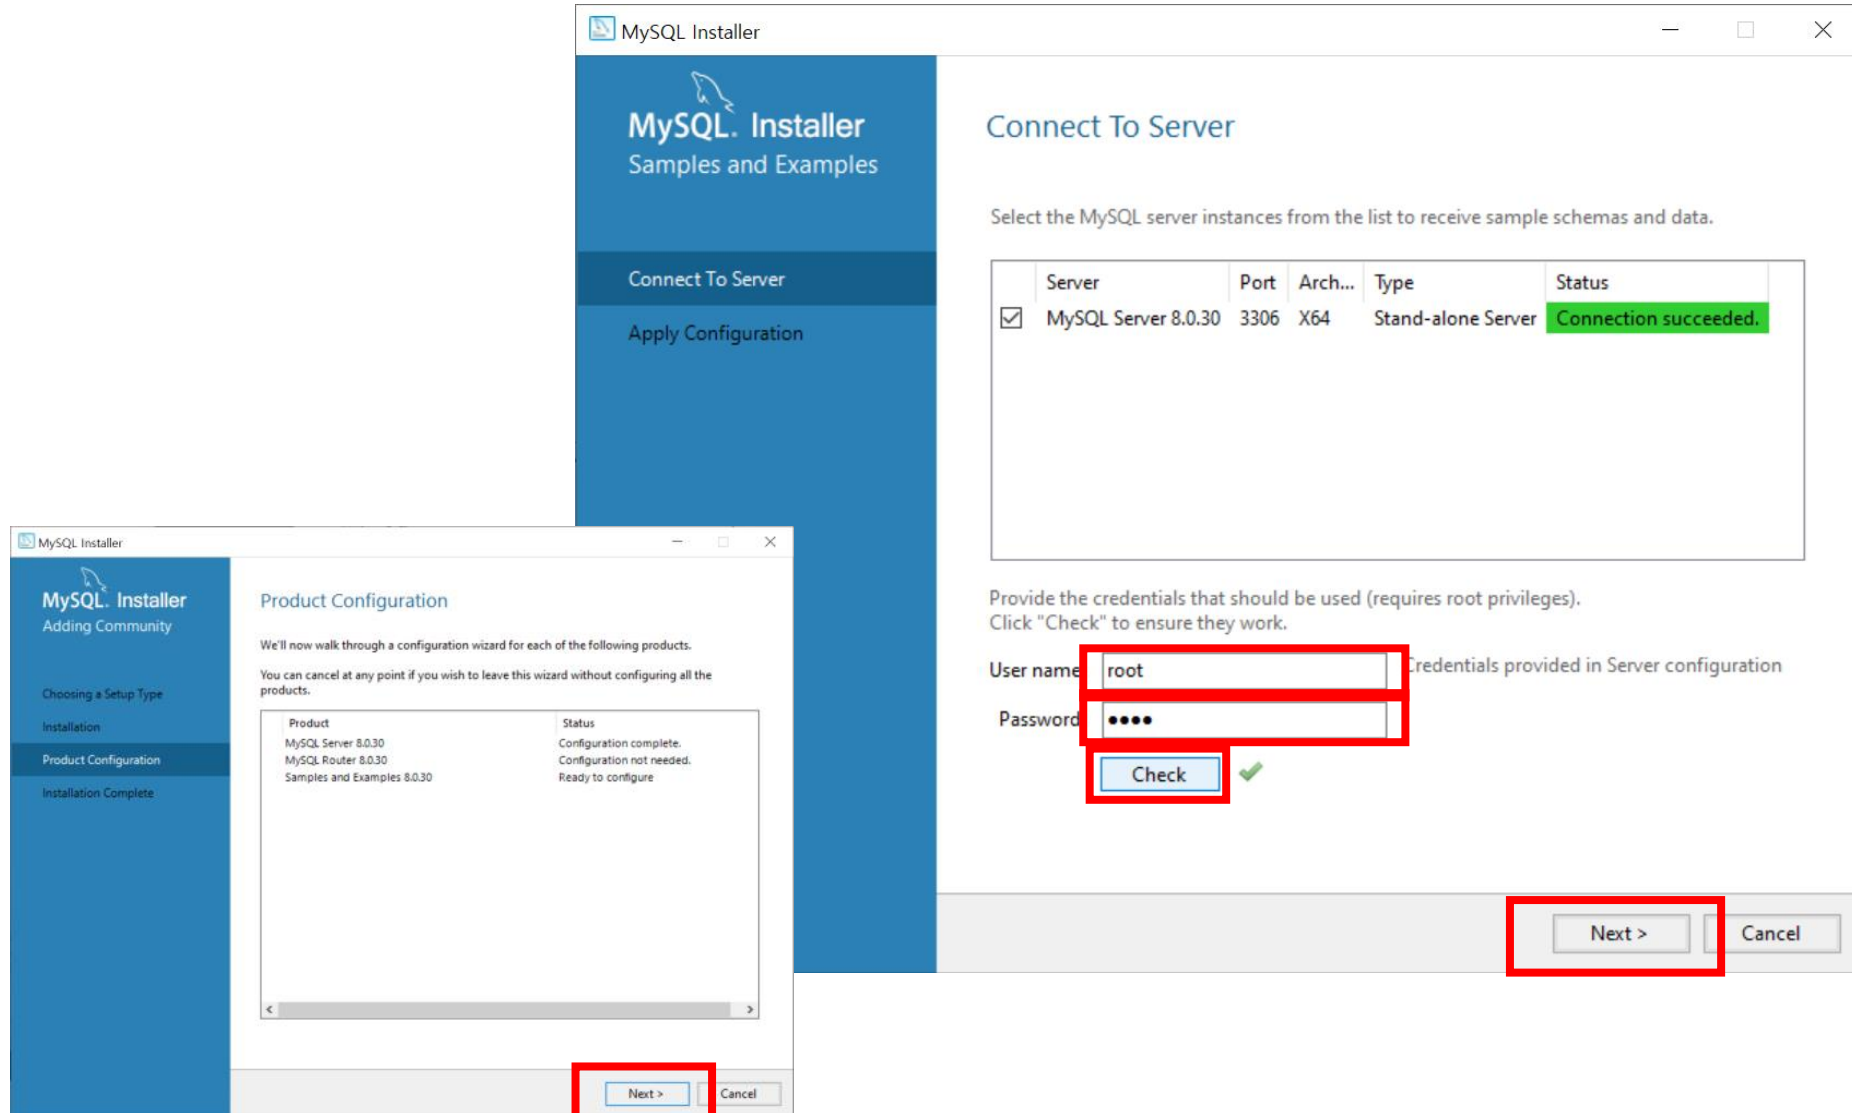 MySQL Installer
MySQL. Installer
Samples and Examples
Connect To Server
Apply Configuration
Connect To Server
Select the MySQL server instances from the list to receive sample schemas and data.
Server Port Arch... Type Status
MySQL Server 8.0.30 3306 X64 Stand-alone Server Connection succeeded.
Provide the credentials that should be used (requires root privileges).
Click "Check" to ensure they work.
User name root Credentials provided in Server configuration
Password ●●●●
Check
Next > Cancel
MySQL Installer
MySQL. Installer
Adding Community
Choosing a Setup Type
Installation
Product Configuration
Installation Complete
Product Configuration
We'll now walk through a configuration wizard for each of the following products.
You can cancel at any point if you wish to leave this wizard without configuring all the
products.
Product Status
MySQL Server 8.0.30 Configuration complete.
MySQL Router 8.0.30 Configuration not needed.
Samples and Examples 8.0.30 Ready to configure
Next > Cancel